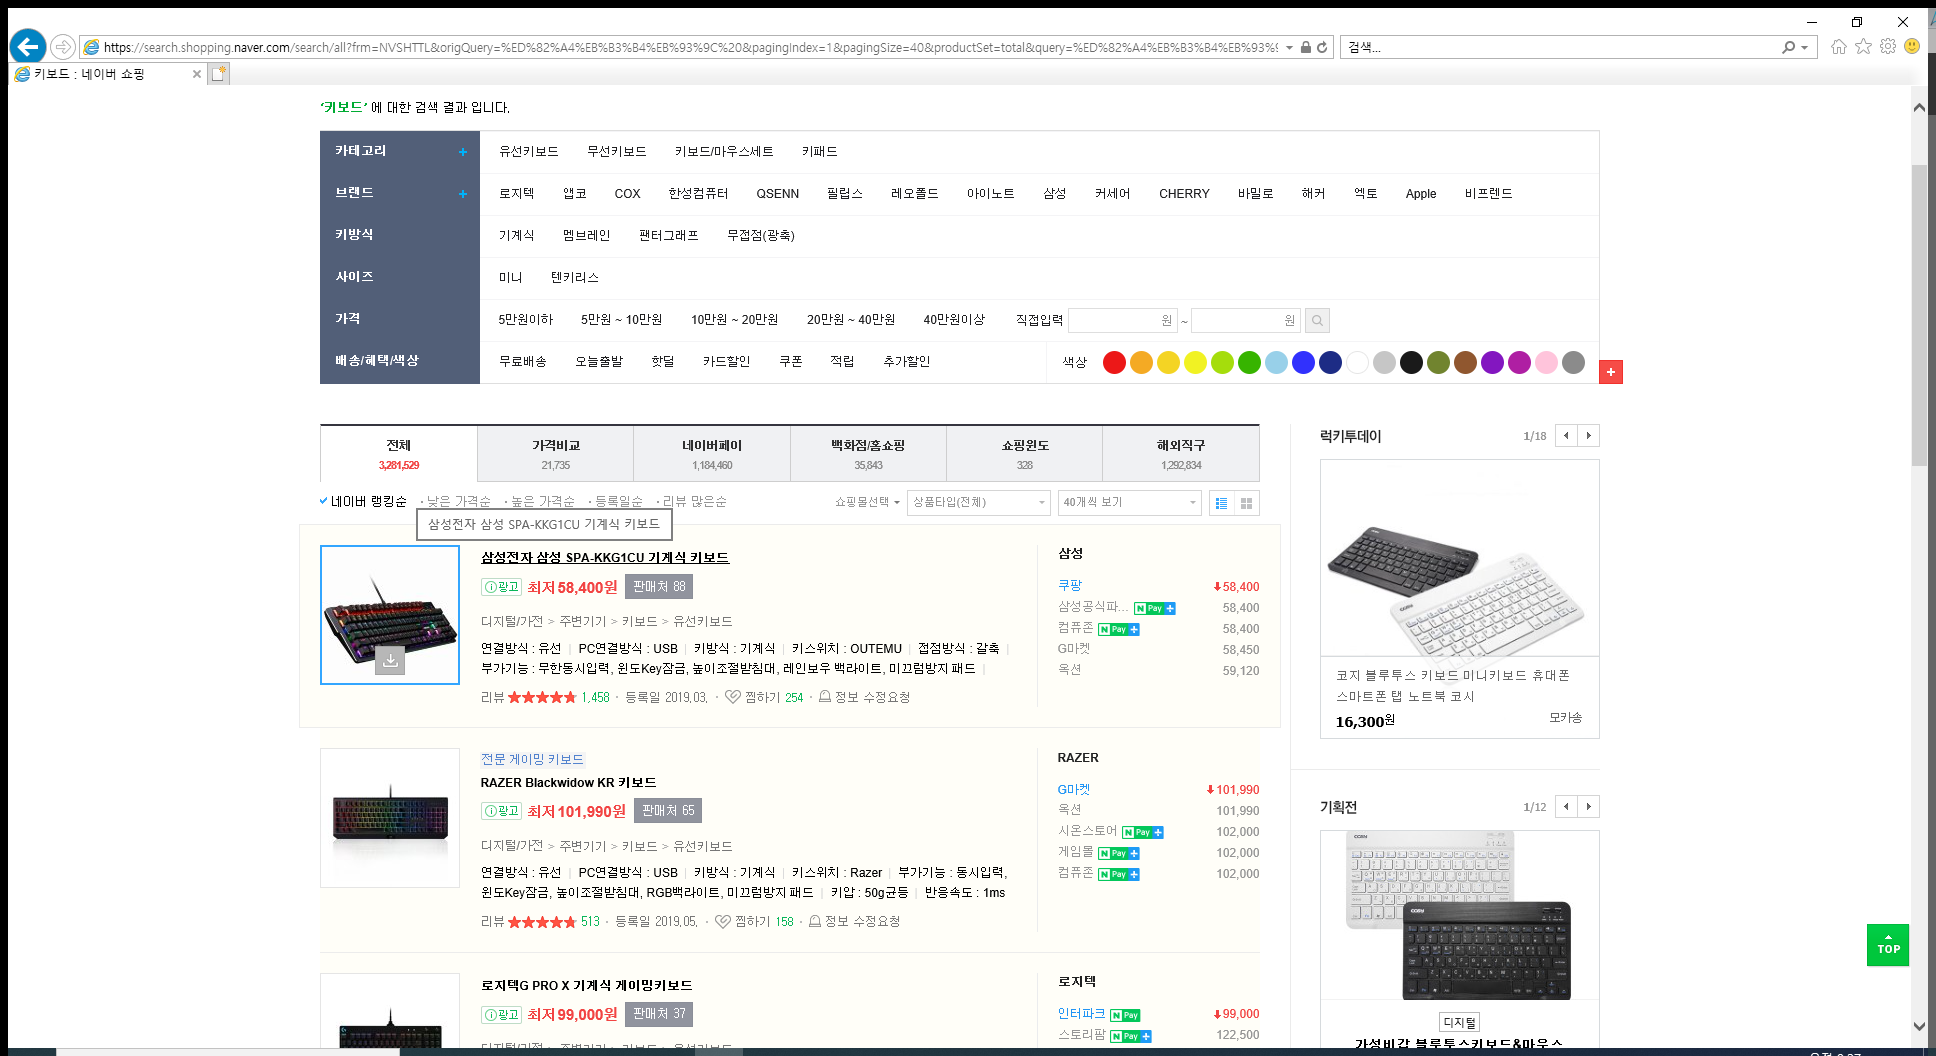 https://search.shopping.naver.com/search/all?frm=NVSHTTL&origQuery=%ED%82%A4%EB%B3%B4%EB%93%9C%20&pagingIndex=1&pagingSize=40&productSet=total&query=%ED%82%A4%EB%B3%B4%EB%93%9
검색...
키보드 : 네이버 쇼핑
'키보드' 에 대한 검색 결과 입니다.
카테고리 + 유선키보드 무선키보드 키보드/마우스세트 키패드
브랜드 + 로지텍 앱코 COX 한성컴퓨터 QSENN 필립스 레오폴드 아이노트 삼성 커세어 CHERRY 바밀로 해커 엑토 Apple 비프렌드
키방식 기계식 멤브레인 팬터그래프 무접점(광축)
사이즈 미니 텐키리스
가격 5만원이하 5만원 ~ 10만원 10만원 ~ 20만원 20만원 ~ 40만원 40만원이상 직접입력 원 ~ 원
배송/혜택/색상 무료배송 오늘출발 핫딜 카드할인 쿠폰 적립 추가할인 색상
+
전체 가격비교 네이버페이 백화점/홈쇼핑 쇼핑윈도 해외직구
3,281,529 21,735 1,184,460 35,843 328 1,292,834
네이버 랭킹순 · 낮은 가격순 · 높은 가격순 · 등록일순 · 리뷰 많은순 쇼핑몰선택 상품타입(전체) 40개씩 보기
삼성전자 삼성 SPA-KKG1CU 기계식 키보드
삼성전자 삼성 SPA-KKG1CU 기계식 키보드
광고 최저 58,400원 판매처 88
디지털/가전 > 주변기기 > 키보드 > 유선키보드
연결방식 : 유선 | PC연결방식 : USB | 키방식 : 기계식 | 키스위치 : OUTEMU | 접점방식 : 갈축 |
부가기능 : 무한동시입력, 윈도Key잠금, 높이조절받침대, 레인보우 백라이트, 미끄럼방지 패드 |
리뷰 1,458 · 등록일 2019.03. · 찜하기 254 · 정보 수정요청
삼성
쿠팡 58,400
삼성공식파... N Pay + 58,400
컴퓨존 N Pay + 58,400
G마켓 58,450
옥션 59,120
전문 게이밍 키보드
RAZER Blackwidow KR 키보드
광고 최저 101,990원 판매처 65
디지털/가전 > 주변기기 > 키보드 > 유선키보드
연결방식 : 유선 | PC연결방식 : USB | 키방식 : 기계식 | 키스위치 : Razer | 부가기능 : 동시입력,
윈도Key잠금, 높이조절받침대, RGB백라이트, 미끄럼방지 패드 | 키압 : 50g균등 | 반응속도 : 1ms
리뷰 513 · 등록일 2019.05. · 찜하기 158 · 정보 수정요청
RAZER
G마켓 101,990
옥션 101,990
시온스토어 N Pay + 102,000
게임몰 N Pay + 102,000
컴퓨존 N Pay + 102,000
로지텍G PRO X 기계식 게이밍키보드
광고 최저 99,000원 판매처 37
디지털/가전 > 주변기기 > 키보드 > 유선키보드
로지텍
인터파크 N Pay 99,000
스토리팜 N Pay + 122,500
럭키투데이 1/18
코지 블루투스 키보드 미니키보드 휴대폰
스마트폰 탭 노트북 코시
16,300원 모카송
기획전 1/12
COSY
COSY
디지털
가성비갑 블루투스키보드&마우스
TOP